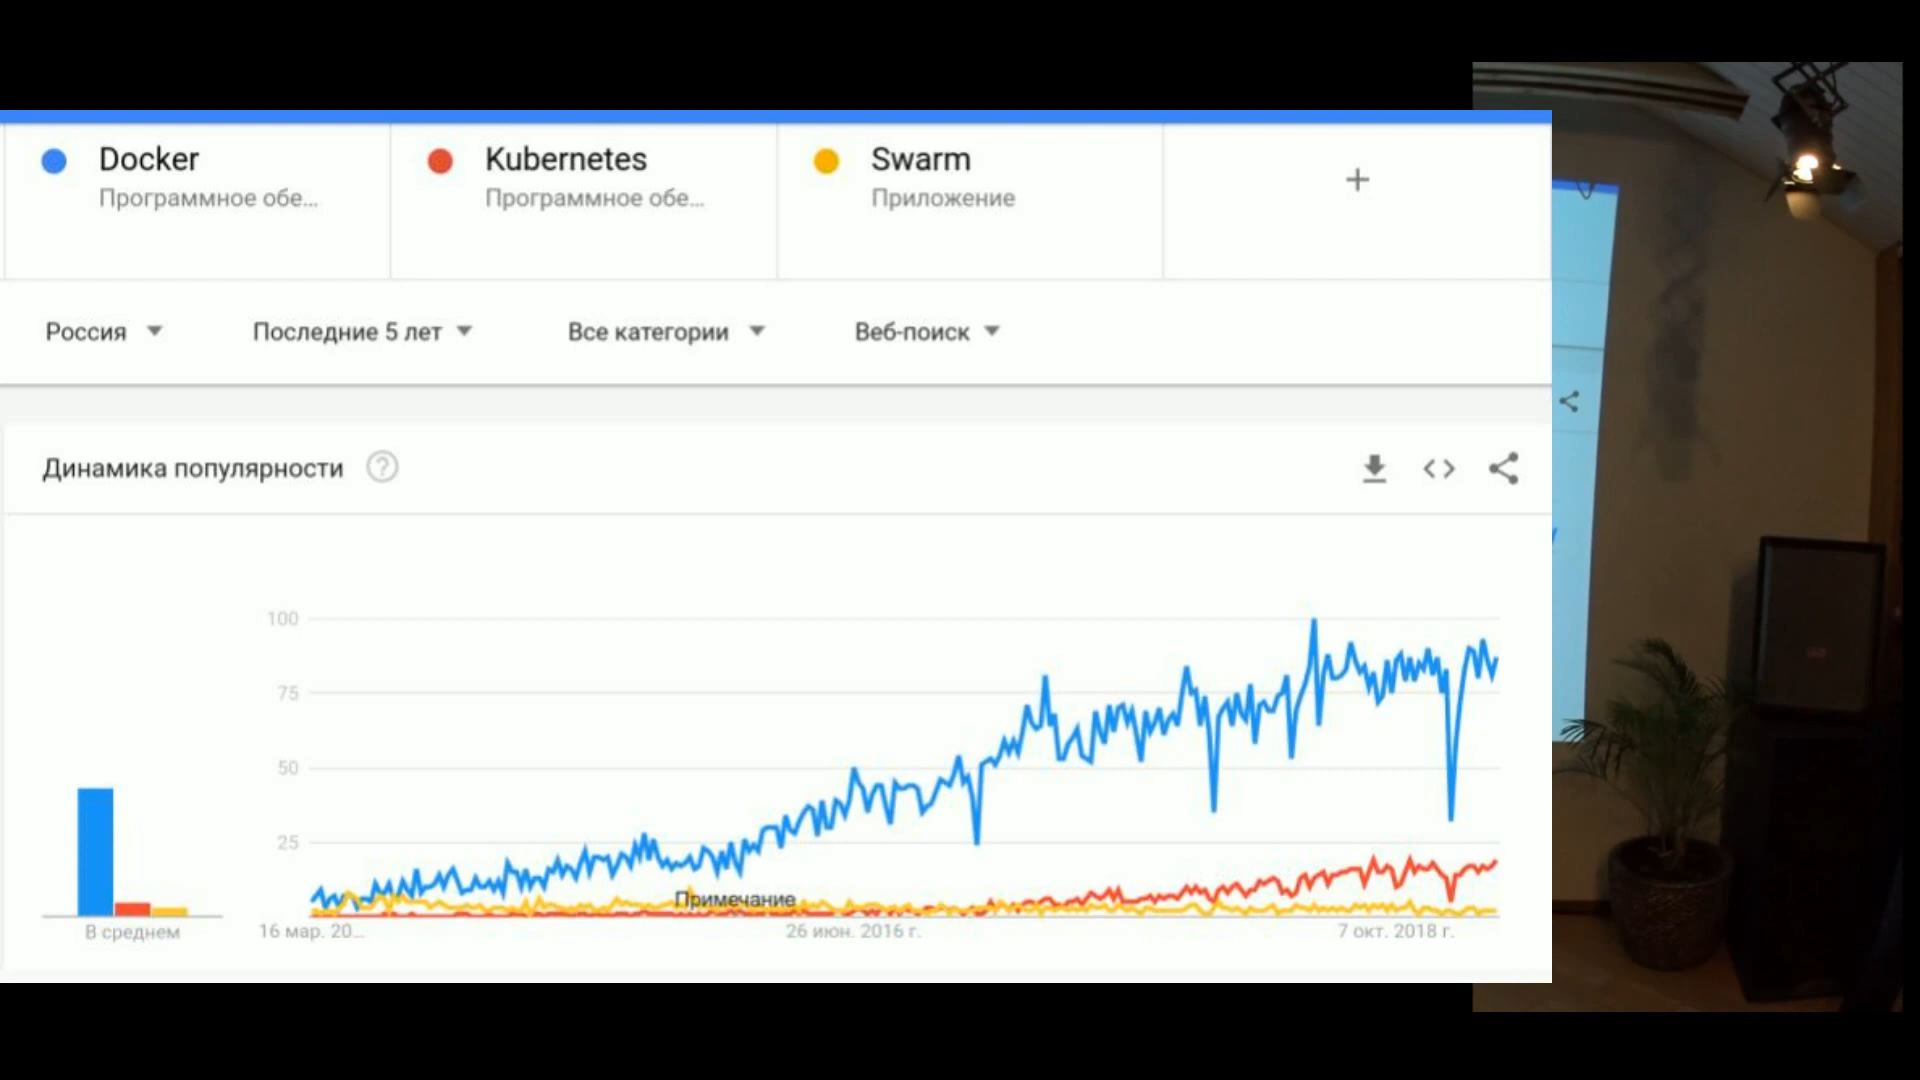 Docker
Программное обе...
Kubernetes
Программное обе...
Swarm
Приложение
+
Россия
Последние 5 лет
Все категории
Веб-поиск
Динамика популярности
?
100
75
50
25
Примечание
В среднем
16 мар. 20...
26 июн. 2016 г.
7 окт. 2018 г.